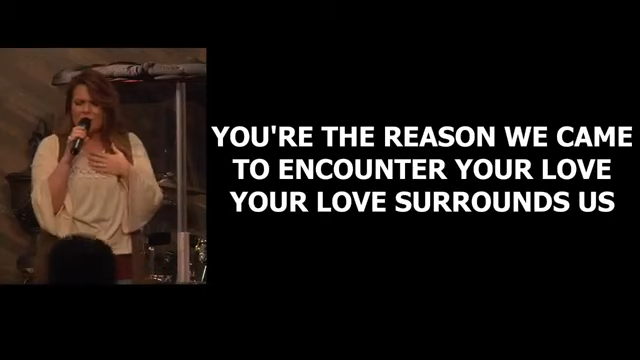 YOU'RE THE REASON WE CAME
TO ENCOUNTER YOUR LOVE
YOUR LOVE SURROUNDS US